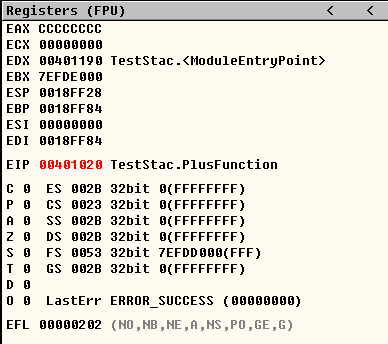 Registers (FPU) < <
EAX CCCCCCCC
ECX 00000000
EDX 00401190 TestStac.<ModuleEntryPoint>
EBX 7EFDE000
ESP 0018FF28
EBP 0018FF84
ESI 00000000
EDI 0018FF84
EIP 00401020 TestStac.PlusFunction
C 0 ES 002B 32bit 0(FFFFFFFF)
P 0 CS 0023 32bit 0(FFFFFFFF)
A 0 SS 002B 32bit 0(FFFFFFFF)
Z 0 DS 002B 32bit 0(FFFFFFFF)
S 0 FS 0053 32bit 7EFDD000(FFF)
T 0 GS 002B 32bit 0(FFFFFFFF)
D 0
O 0 LastErr ERROR_SUCCESS (00000000)
EFL 00000202 (NO,NB,NE,A,NS,PO,GE,G)